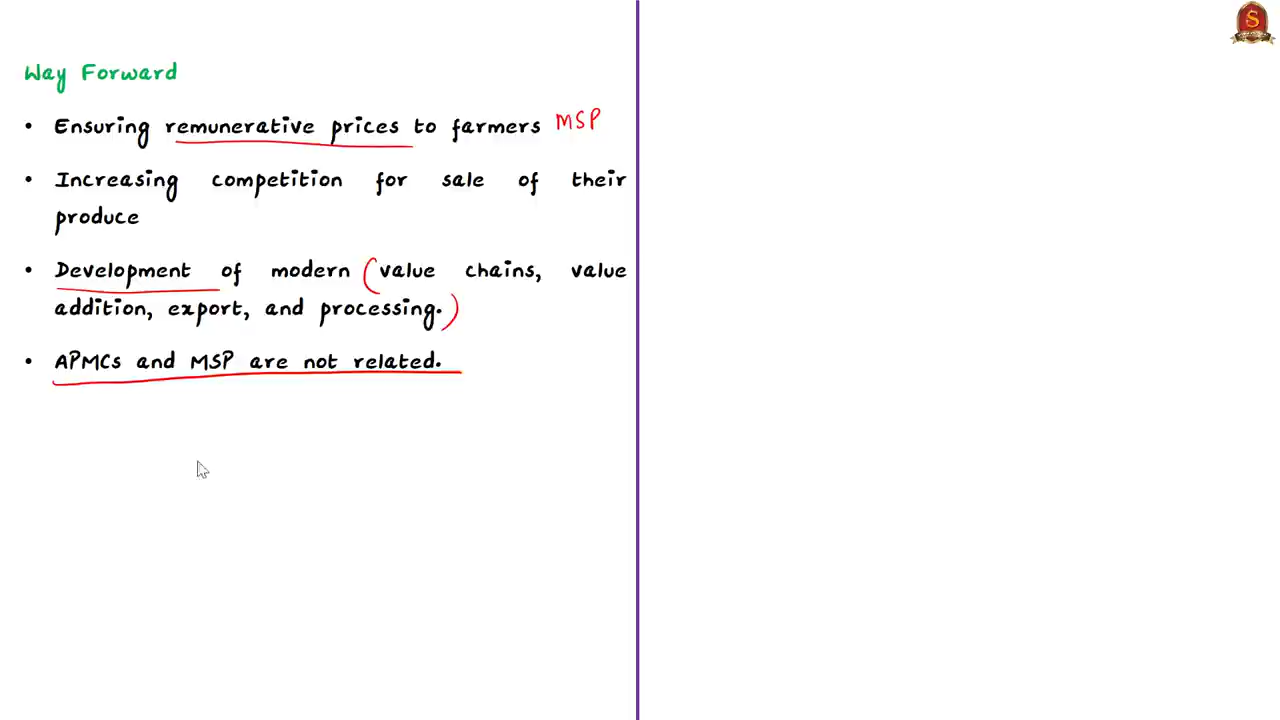 Way Forward
• Ensuring remunerative prices to farmers MSP
• Increasing competition for sale of their
produce
• Development of modern (value chains, value
addition, export, and processing.)
• APMCs and MSP are not related.
S